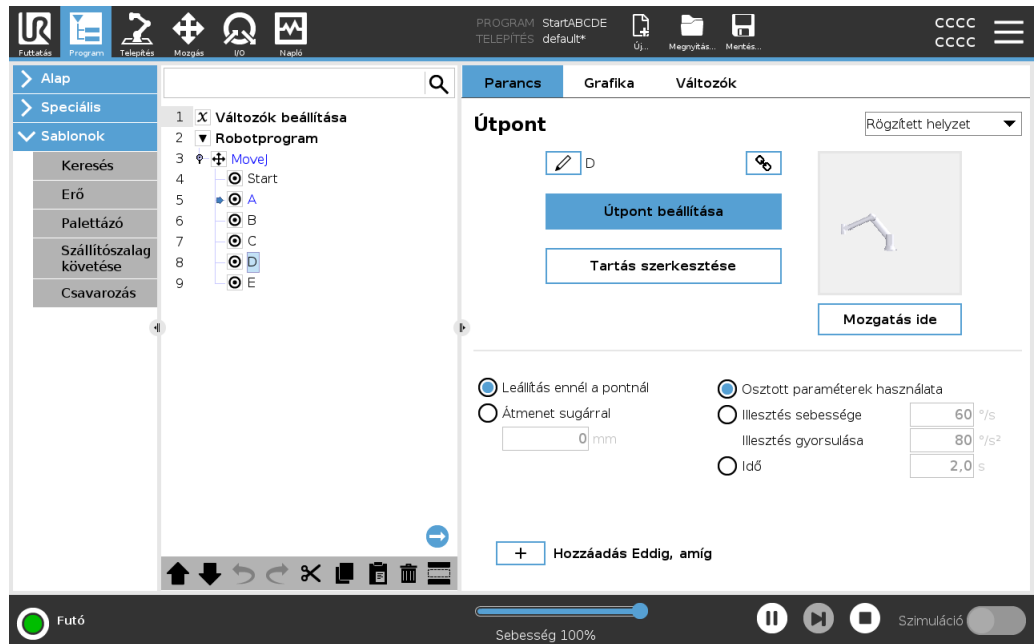 UR
Futtatás
Program
Telepítés
Mozgás
I/O
Napló
PROGRAM StartABCDE
TELEPÍTÉS default*
Új...
Megnyitás...
Mentés...
CCCC
CCCC
Alap
Speciális
Sablonok
Keresés
Erő
Palettázó
Szállítószalag
követése
Csavarozás
1 X Változók beállítása
2 Robotprogram
3 MoveJ
4 Start
5 A
6 B
7 C
8 D
9 E
Parancs
Grafika
Változók
Útpont
Rögzített helyzet
D
Útpont beállítása
Tartás szerkesztése
Mozgatás ide
Leállítás ennél a pontnál
Átmenet sugárral
0 mm
Osztott paraméterek használata
Illesztés sebessége 60 °/s
Illesztés gyorsulása 80 °/s²
Idő 2,0 s
+ Hozzáadás Eddig, amíg
Futó
Sebesség 100%
Szimuláció